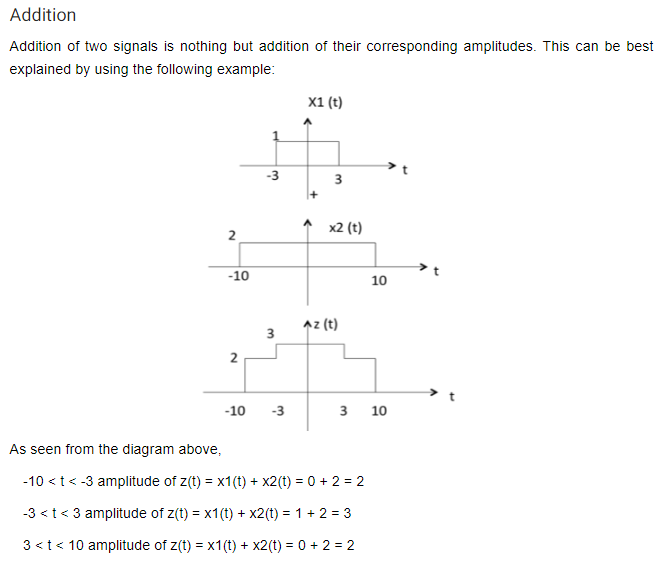 Addition
Addition of two signals is nothing but addition of their corresponding amplitudes. This can be best
explained by using the following example:
X1 (t)
1
t
-3
3
+
x2 (t)
2
t
-10
10
z (t)
3
2
t
-10 -3 3 10
As seen from the diagram above,
-10 < t < -3 amplitude of z(t) = x1(t) + x2(t) = 0 + 2 = 2
-3 < t < 3 amplitude of z(t) = x1(t) + x2(t) = 1 + 2 = 3
3 < t < 10 amplitude of z(t) = x1(t) + x2(t) = 0 + 2 = 2